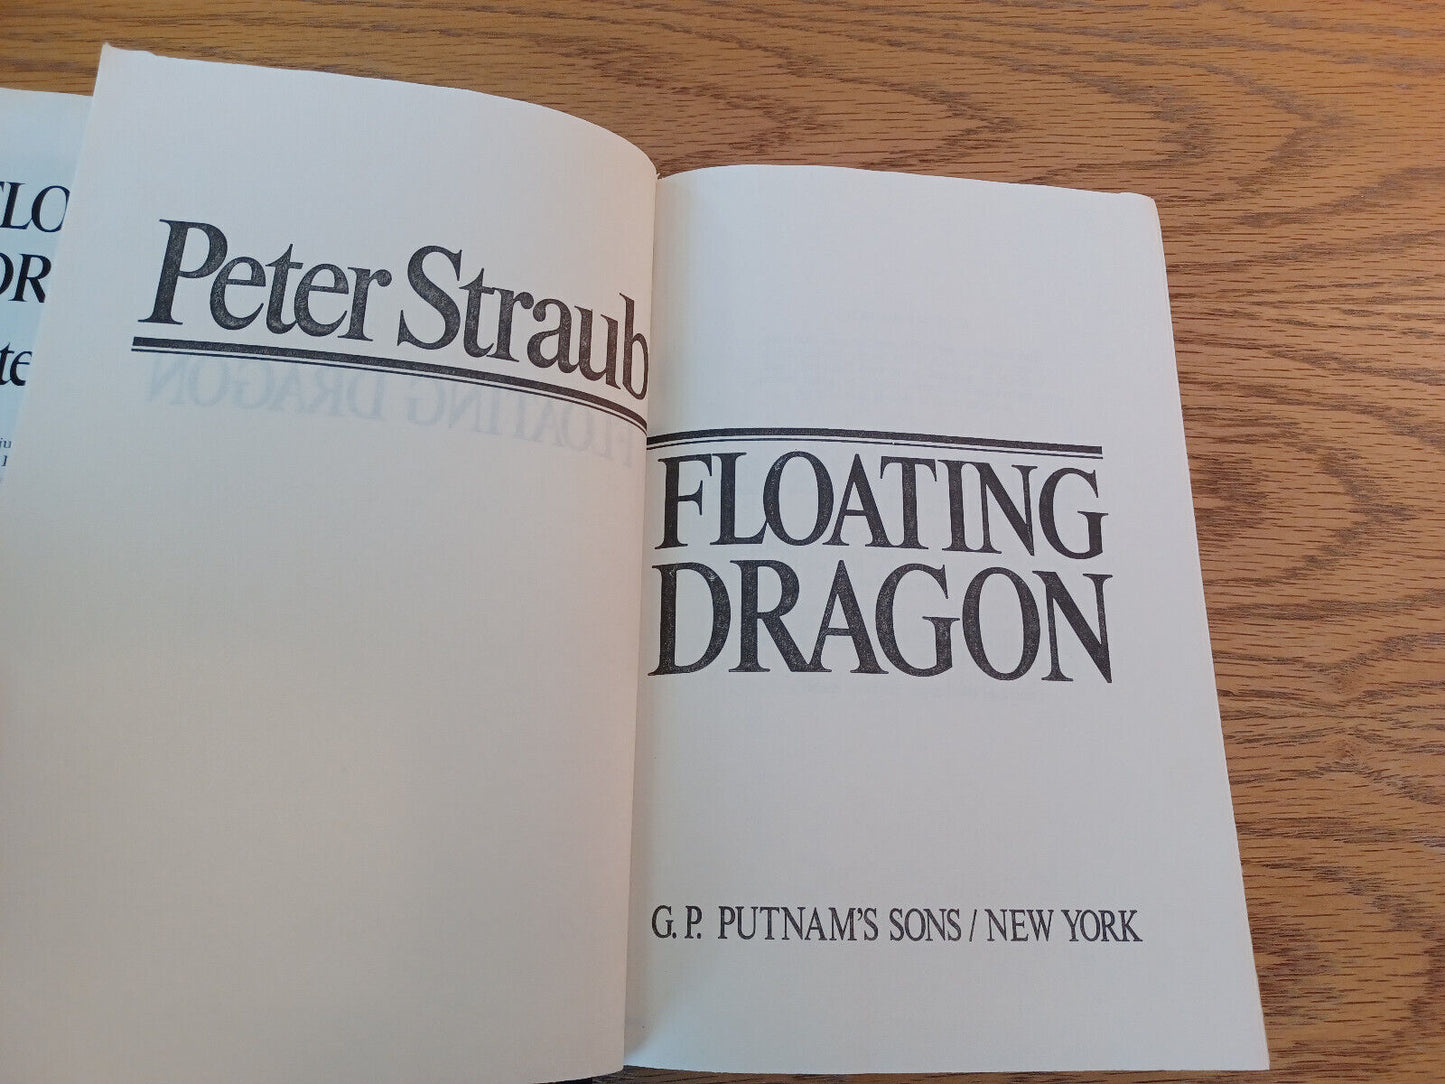 Peter Straub
FLOATING
DRAGON
G.P. PUTNAM'S SONS / NEW YORK